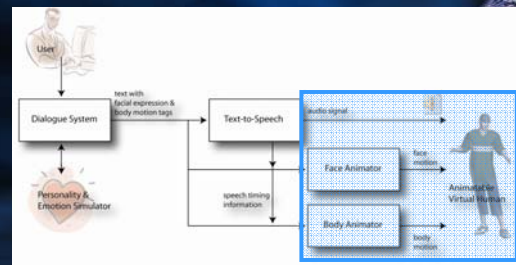 User
text with
facial expression &
body motion tags
Dialogue System
Text-to-Speech
audio signal
Face Animator
face
motion
Animatable
Virtual Human
Personality &
Emotion Simulator
speech timing
information
Body Animator
body
motion